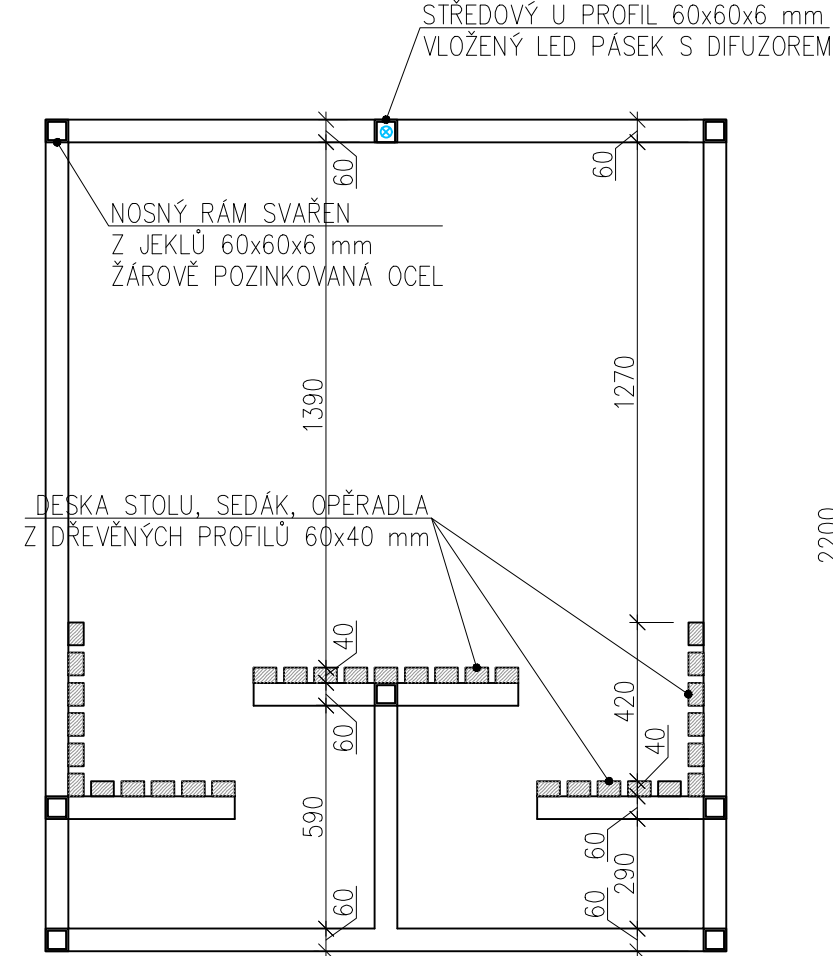 STŘEDOVÝ U PROFIL 60x60x6 mm
VLOŽENÝ LED PÁSEK S DIFUZOREM
60
60
NOSNÝ RÁM SVAŘEN
Z JEKLŮ 60x60x6 mm
ŽÁROVĚ POZINKOVANÁ OCEL
1390
1270
DESKA STOLU, SEDÁK, OPĚRADLA
Z DŘEVĚNÝCH PROFILŮ 60x40 mm
2200
40
420
60
40
590
60
290
60
60